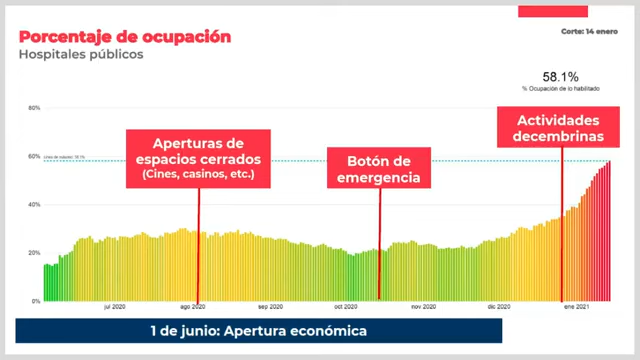 Porcentaje de ocupación
Hospitales públicos
Corte: 14 enero
58.1%
% Ocupación de lo habilitado
80%
60%
40%
20%
0%
Aperturas de
espacios cerrados
(Cines, casinos, etc.)
Botón de
emergencia
Actividades
decembrinas
jul 2020
ago 2020
sep 2020
oct 2020
nov 2020
dic 2020
ene 2021
1 de junio: Apertura económica